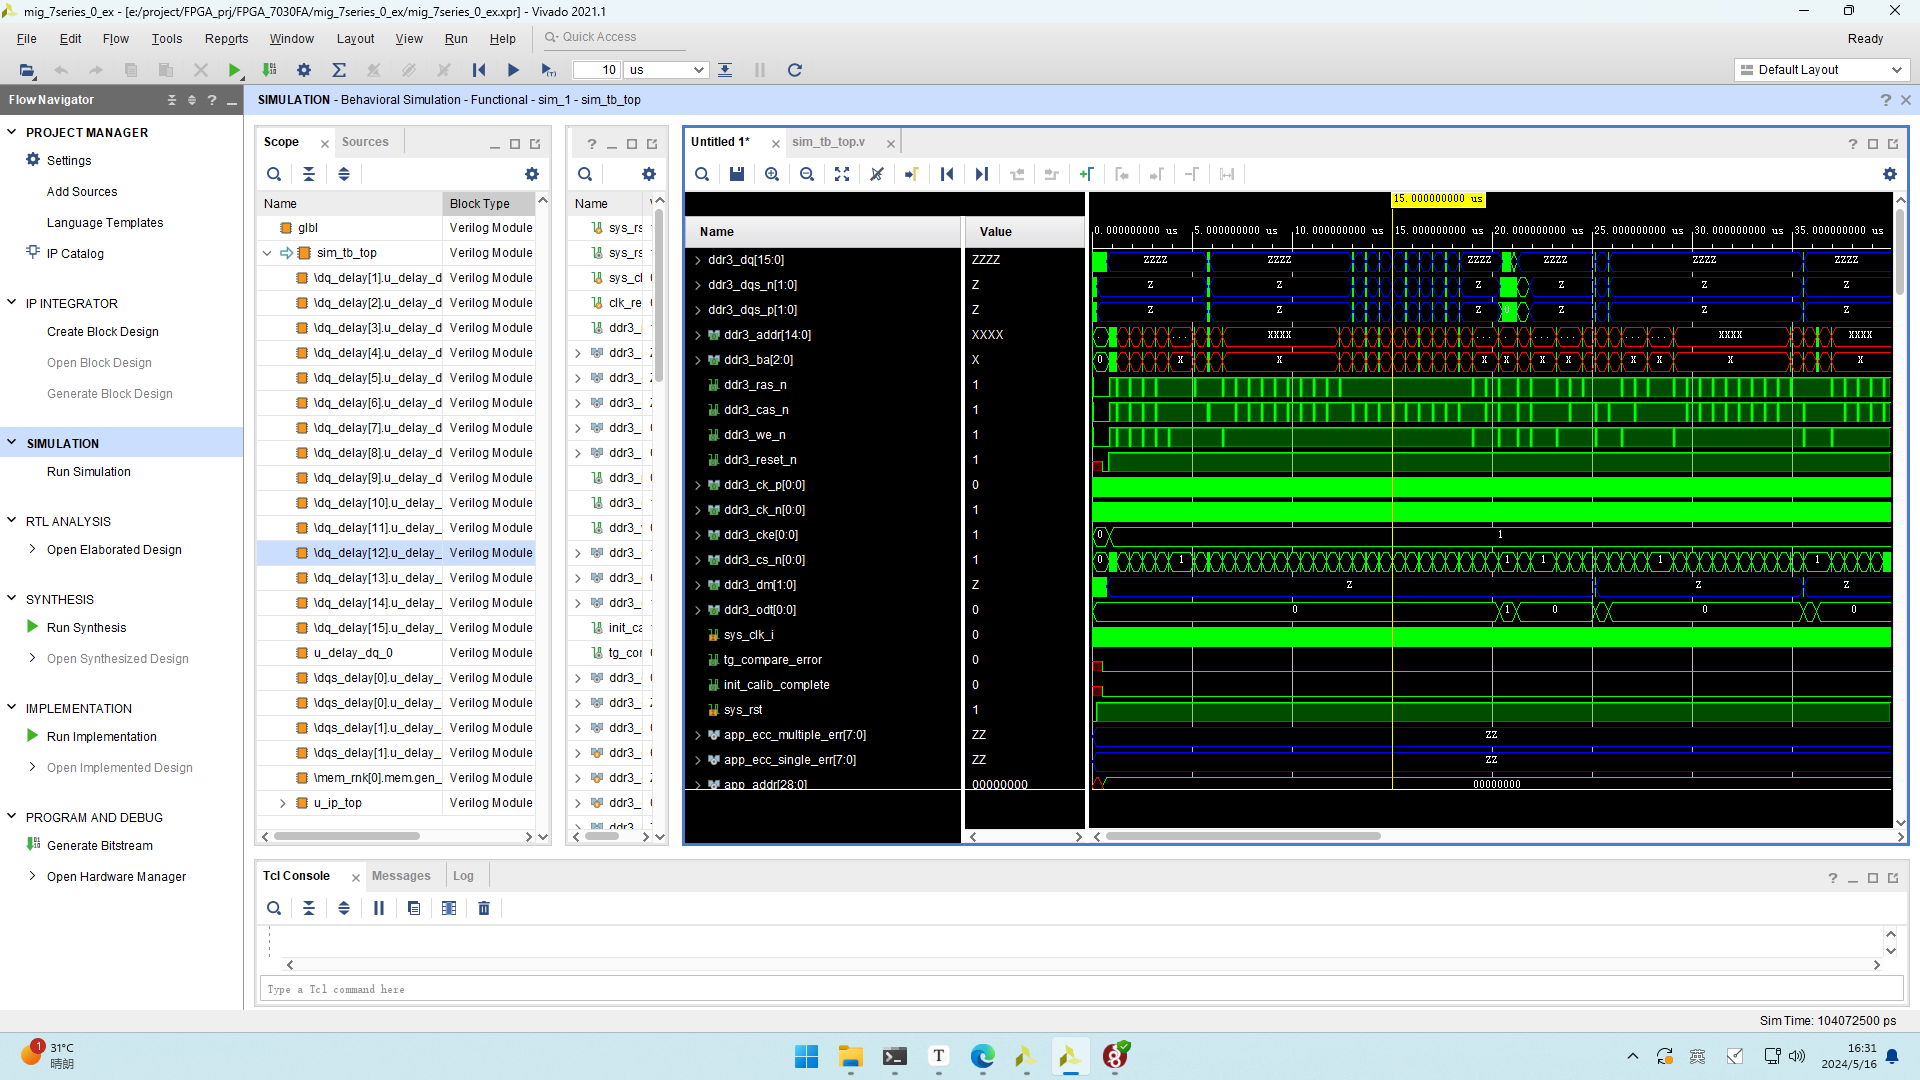 mig_7series_0_ex - [e:/project/FPGA_prj/FPGA_7030FA/mig_7series_0_ex/mig_7series_0_ex.xpr] - Vivado 2021.1
File Edit Flow Tools Reports Window Layout View Run Help Quick Access
Ready
10 us
Default Layout
Flow Navigator
SIMULATION - Behavioral Simulation - Functional - sim_1 - sim_tb_top
PROJECT MANAGER
Settings
Add Sources
Language Templates
IP Catalog
IP INTEGRATOR
Create Block Design
Open Block Design
Generate Block Design
SIMULATION
Run Simulation
RTL ANALYSIS
Open Elaborated Design
SYNTHESIS
Run Synthesis
Open Synthesized Design
IMPLEMENTATION
Run Implementation
Open Implemented Design
PROGRAM AND DEBUG
Generate Bitstream
Open Hardware Manager
Scope Sources
Name Block Type
glbl Verilog Module
sim_tb_top Verilog Module
\dq_delay[1].u_delay_d Verilog Module
\dq_delay[2].u_delay_d Verilog Module
\dq_delay[3].u_delay_d Verilog Module
\dq_delay[4].u_delay_d Verilog Module
\dq_delay[5].u_delay_d Verilog Module
\dq_delay[6].u_delay_d Verilog Module
\dq_delay[7].u_delay_d Verilog Module
\dq_delay[8].u_delay_d Verilog Module
\dq_delay[9].u_delay_d Verilog Module
\dq_delay[10].u_delay_ Verilog Module
\dq_delay[11].u_delay_ Verilog Module
\dq_delay[12].u_delay_ Verilog Module
\dq_delay[13].u_delay_ Verilog Module
\dq_delay[14].u_delay_ Verilog Module
\dq_delay[15].u_delay_ Verilog Module
u_delay_dq_0 Verilog Module
\dqs_delay[0].u_delay_ Verilog Module
\dqs_delay[0].u_delay_ Verilog Module
\dqs_delay[1].u_delay_ Verilog Module
\dqs_delay[1].u_delay_ Verilog Module
\mem_rnk[0].mem.gen_ Verilog Module
u_ip_top Verilog Module
Name
sys_rs
sys_rs
sys_cl
clk_re
ddr3_
ddr3_
ddr3_
ddr3_
ddr3_
ddr3_
ddr3_
ddr3_
ddr3_
ddr3_
ddr3_
ddr3_
init_ca
tg_cor
ddr3_
ddr3_
ddr3_
ddr3_
ddr3_
ddr3_
ddr3_
Untitled 1* sim_tb_top.v
Name Value
ddr3_dq[15:0] ZZZZ
ddr3_dqs_n[1:0] Z
ddr3_dqs_p[1:0] Z
ddr3_addr[14:0] XXXX
ddr3_ba[2:0] X
ddr3_ras_n 1
ddr3_cas_n 1
ddr3_we_n 1
ddr3_reset_n 1
ddr3_ck_p[0:0] 0
ddr3_ck_n[0:0] 1
ddr3_cke[0:0] 1
ddr3_cs_n[0:0] 1
ddr3_dm[1:0] Z
ddr3_odt[0:0] 0
sys_clk_i 0
tg_compare_error 0
init_calib_complete 0
sys_rst 1
app_ecc_multiple_err[7:0] ZZ
app_ecc_single_err[7:0] ZZ
app_addr[28:0] 00000000
15.000000000 us
0.000000000 us 5.000000000 us 10.000000000 us 15.000000000 us 20.000000000 us 25.000000000 us 30.000000000 us 35.000000000 us
ZZZZ ZZZZ ZZZZ ZZZZ ZZZZ ZZZZ
Z Z Z Z Z Z
Z Z Z 0 Z Z Z
... XXXX ... ... ... ... ... XXXX XXXX
0 X X X X X X X X X X
0 1
0 1 1 1 1 1
Z Z Z
0 1 0 0 0
ZZ
ZZ
00000000
Tcl Console Messages Log
Type a Tcl command here
Sim Time: 104072500 ps
1
31°C
晴朗
T
8
英
16:31
2024/5/16